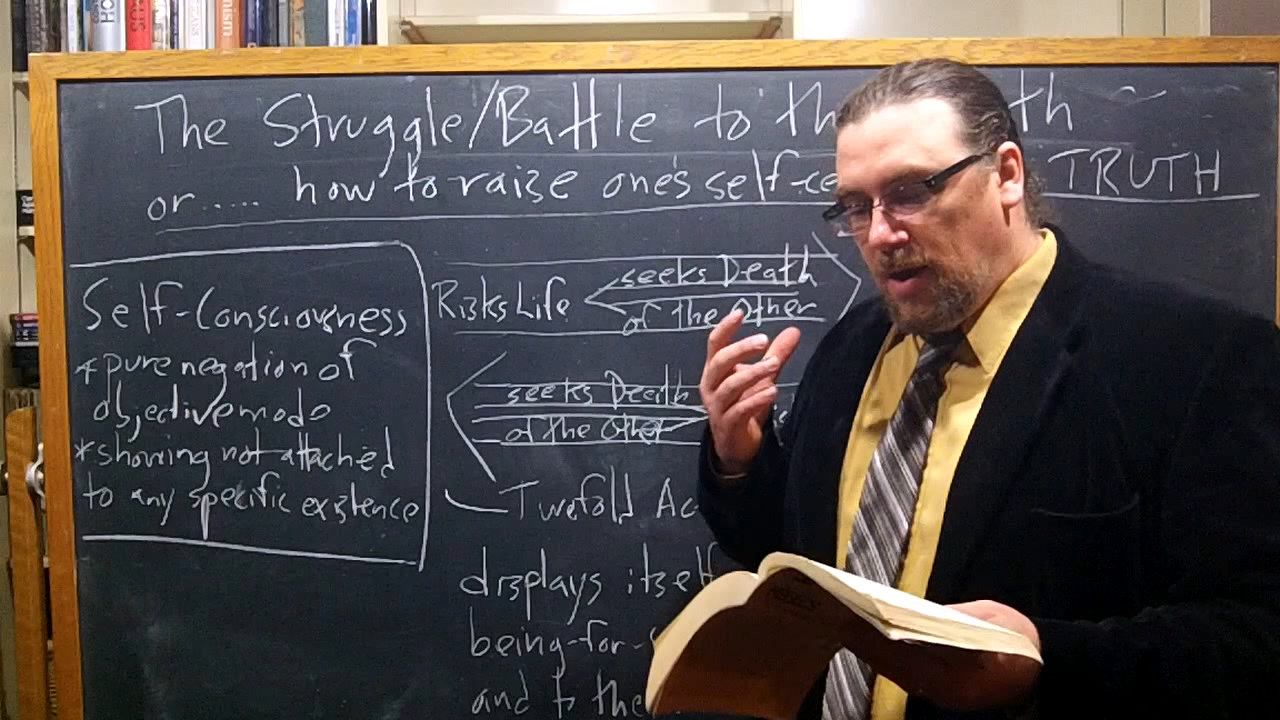 The Struggle/Battle to th th
or..... how to raise one's self-ce TRUTH
Self-Consciousness
* pure negation of
objective mode
* showing not attached
to any specific existence
Risks Life
seeks Death
of the Other
seeks Death
of the Other
Twofold Ac
displays itself
being-for-
and to the